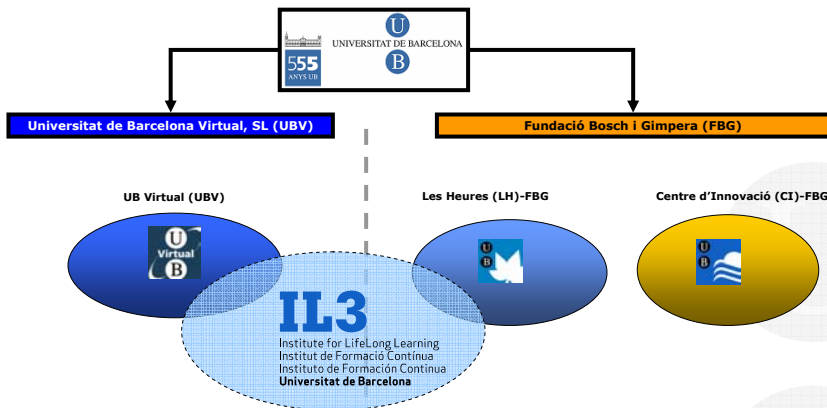 U
UNIVERSITAT DE BARCELONA
B
555
ANYS UB
Universitat de Barcelona Virtual, SL (UBV)
Fundació Bosch i Gimpera (FBG)
UB Virtual (UBV)
Les Heures (LH)-FBG
Centre d'Innovació (CI)-FBG
U
Virtual
B
U
B
U
B
IL3
Institute for LifeLong Learning
Institut de Formació Contínua
Instituto de Formación Continua
Universitat de Barcelona